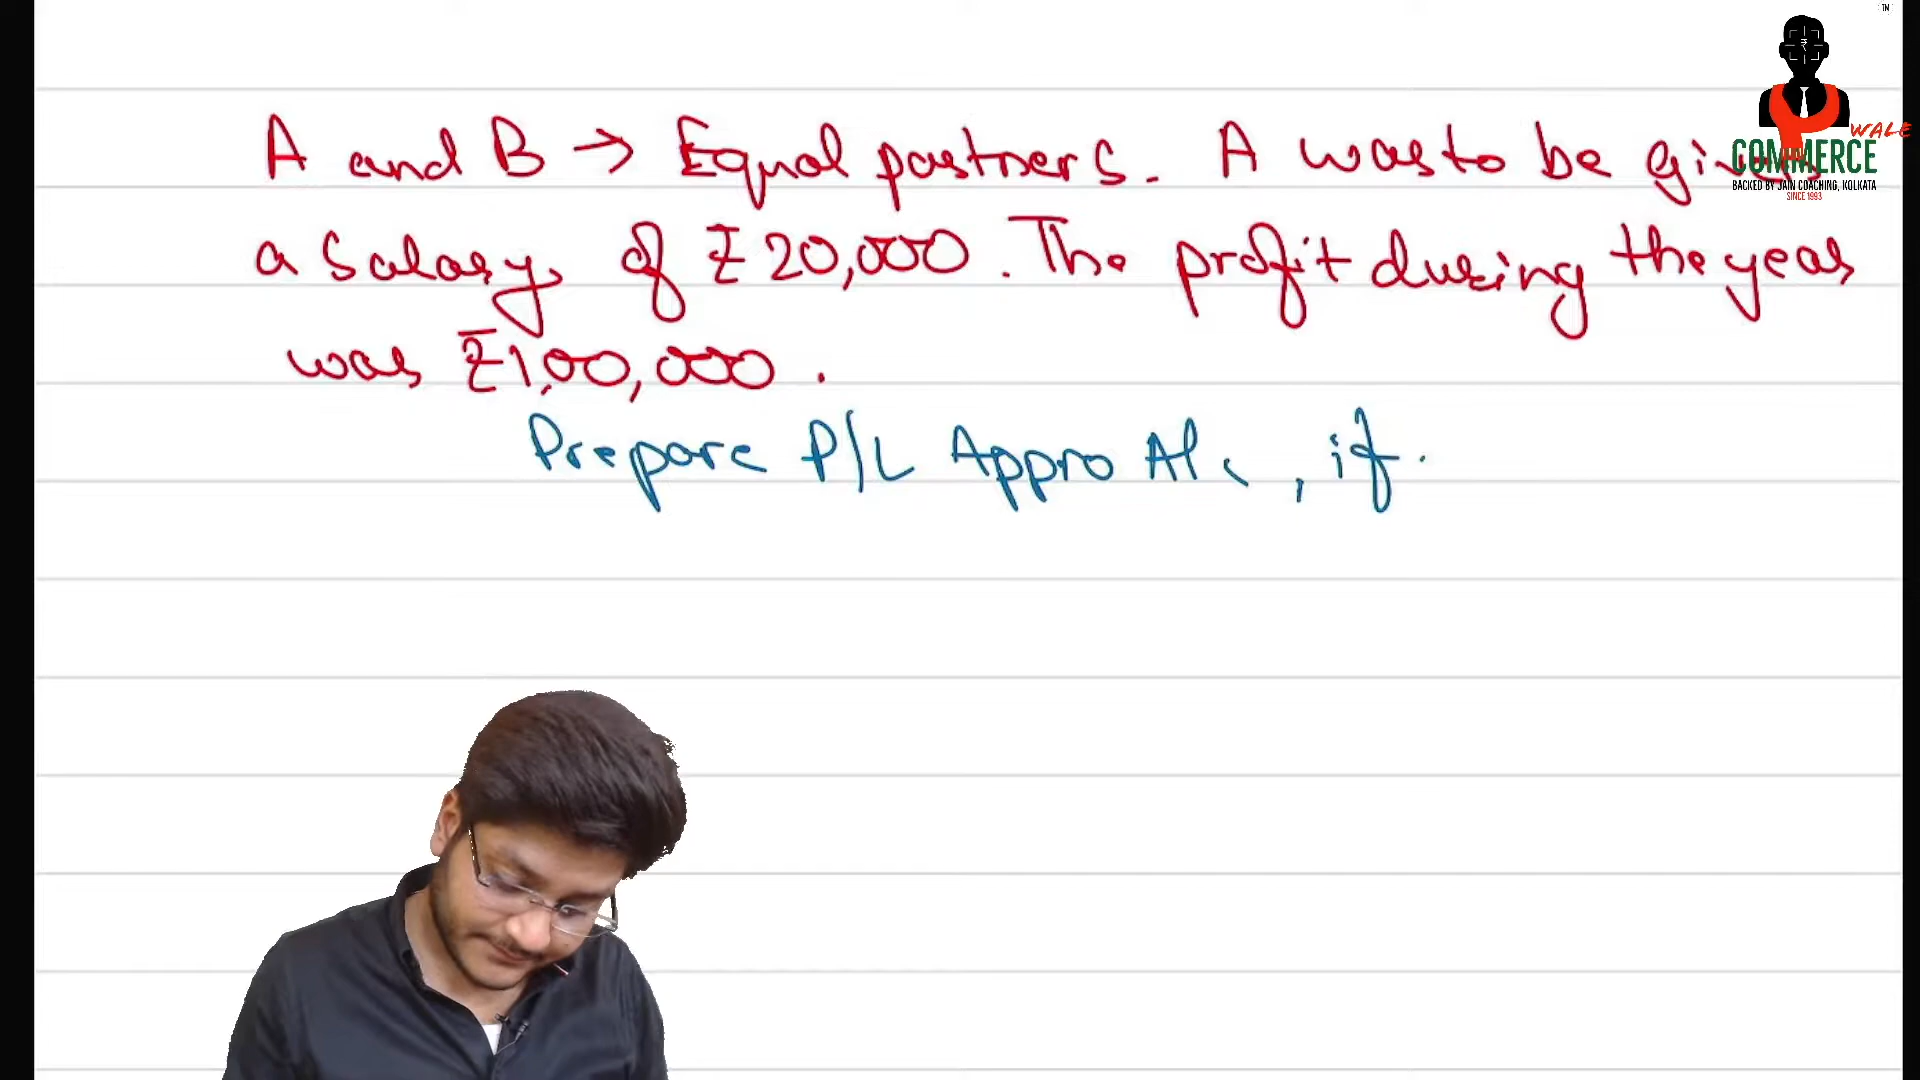 TM
A and B → Equal partners. A was to be given
WALE
COMMERCE
BACKED BY JAIN COACHING, KOLKATA
SINCE 1993
a Salary of ₹20,000. The profit during the year
was ₹1,00,000.
Prepare P/L Appro A/c, if.